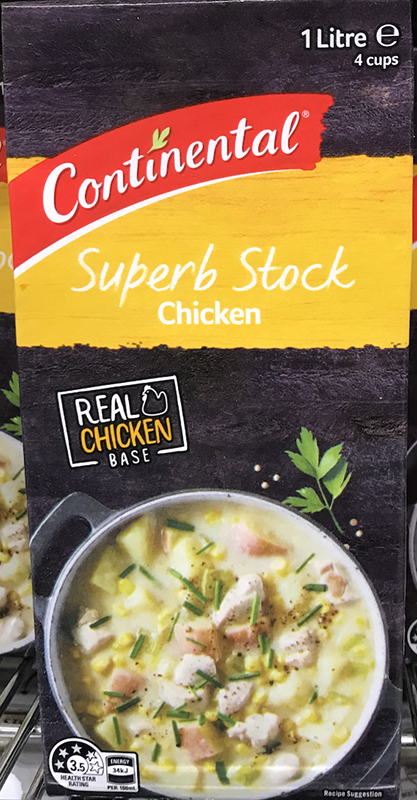 1 Litre ℮
4 cups
Continental®
Superb Stock
Chicken
REAL
CHICKEN
BASE
3.5
HEALTH STAR
RATING
ENERGY
34kJ
PER 100mL
Recipe Suggestion